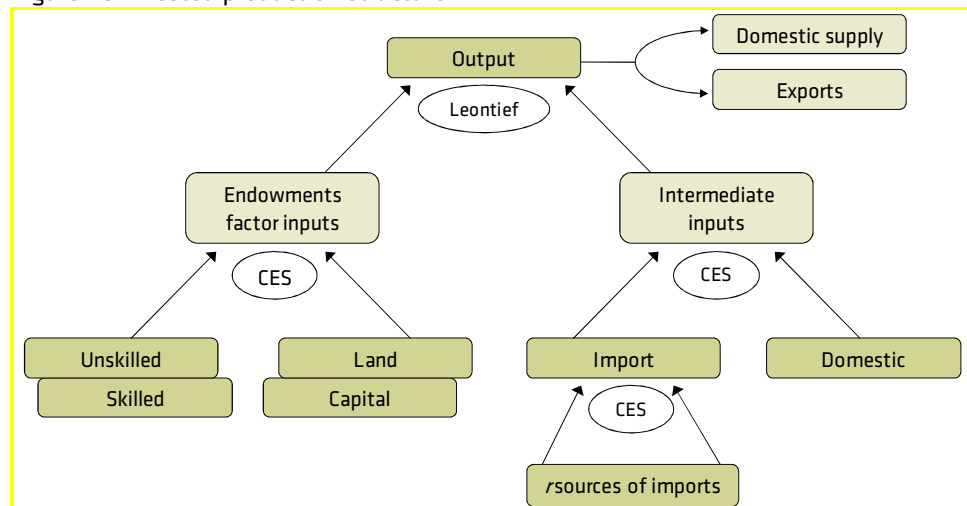 Domestic supply
Output
Exports
Leontief
Endowments
factor inputs
Intermediate
inputs
CES
CES
Unskilled
Land
Import
Domestic
Skilled
Capital
CES
rsources of imports